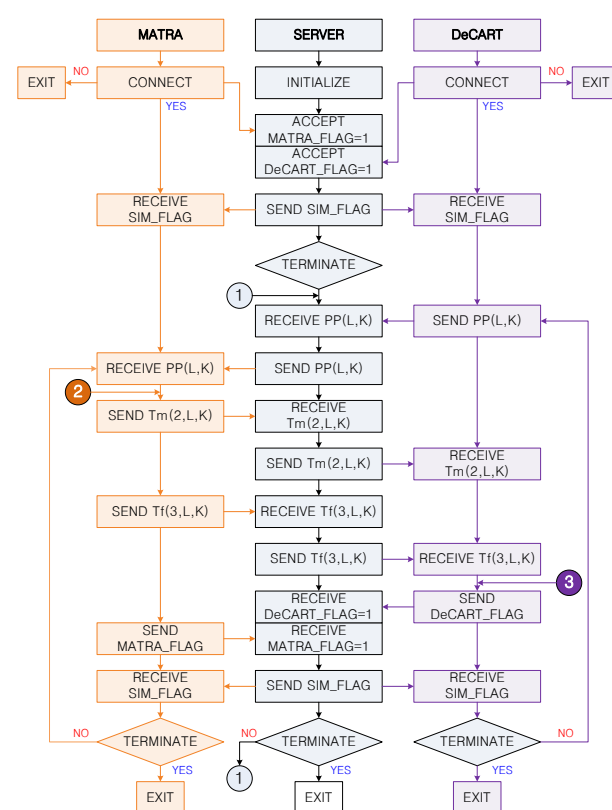 MATRA SERVER DeCART
EXIT NO CONNECT INITIALIZE CONNECT NO EXIT
YES YES
ACCEPT
MATRA_FLAG=1
ACCEPT
DeCART_FLAG=1
RECEIVE
SIM_FLAG
SEND SIM_FLAG
RECEIVE
SIM_FLAG
TERMINATE
1
RECEIVE PP(L,K) SEND PP(L,K)
RECEIVE PP(L,K) SEND PP(L,K)
2
SEND Tm(2,L,K)
RECEIVE
Tm(2,L,K)
SEND Tm(2,L,K)
RECEIVE
Tm(2,L,K)
SEND Tf(3,L,K) RECEIVE Tf(3,L,K)
SEND Tf(3,L,K) RECEIVE Tf(3,L,K)
3
RECEIVE
DeCART_FLAG=1
SEND
DeCART_FLAG
SEND
MATRA_FLAG
RECEIVE
MATRA_FLAG=1
RECEIVE
SIM_FLAG
SEND SIM_FLAG
RECEIVE
SIM_FLAG
NO TERMINATE NO TERMINATE TERMINATE NO
YES 1 YES YES
EXIT EXIT EXIT